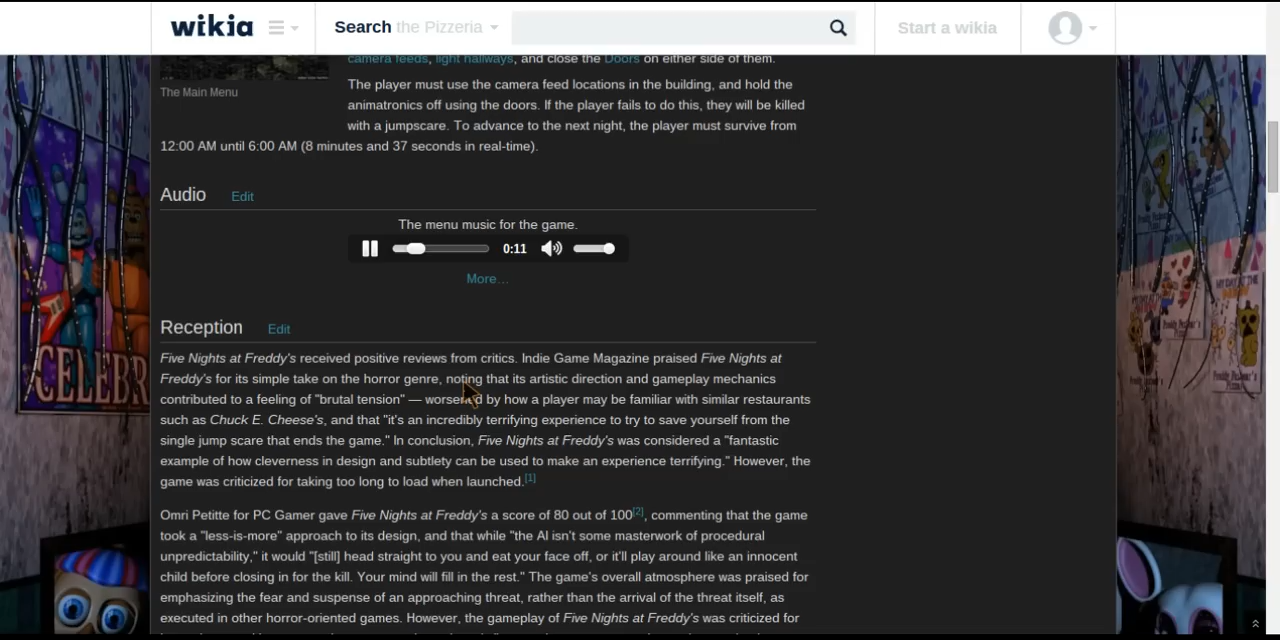 wikia
Search the Pizzeria
Start a wikia
camera feeds, light hallways, and close the Doors on either side of them.
The Main Menu
The player must use the camera feed locations in the building, and hold the
animatronics off using the doors. If the player fails to do this, they will be killed
with a jumpscare. To advance to the next night, the player must survive from
12:00 AM until 6:00 AM (8 minutes and 37 seconds in real-time).
Audio Edit
The menu music for the game.
0:11
More...
Reception Edit
Five Nights at Freddy's received positive reviews from critics. Indie Game Magazine praised Five Nights at
Freddy's for its simple take on the horror genre, noting that its artistic direction and gameplay mechanics
contributed to a feeling of "brutal tension" — worsened by how a player may be familiar with similar restaurants
such as Chuck E. Cheese's, and that "it's an incredibly terrifying experience to try to save yourself from the
single jump scare that ends the game." In conclusion, Five Nights at Freddy's was considered a "fantastic
example of how cleverness in design and subtlety can be used to make an experience terrifying." However, the
game was criticized for taking too long to load when launched.[1]
Omri Petitte for PC Gamer gave Five Nights at Freddy's a score of 80 out of 100[2], commenting that the game
took a "less-is-more" approach to its design, and that while "the AI isn't some masterwork of procedural
unpredictability," it would "[still] head straight to you and eat your face off, or it'll play around like an innocent
child before closing in for the kill. Your mind will fill in the rest." The game's overall atmosphere was praised for
emphasizing the fear and suspense of an approaching threat, rather than the arrival of the threat itself, as
executed in other horror-oriented games. However, the gameplay of Five Nights at Freddy's was criticized for
CELEBR